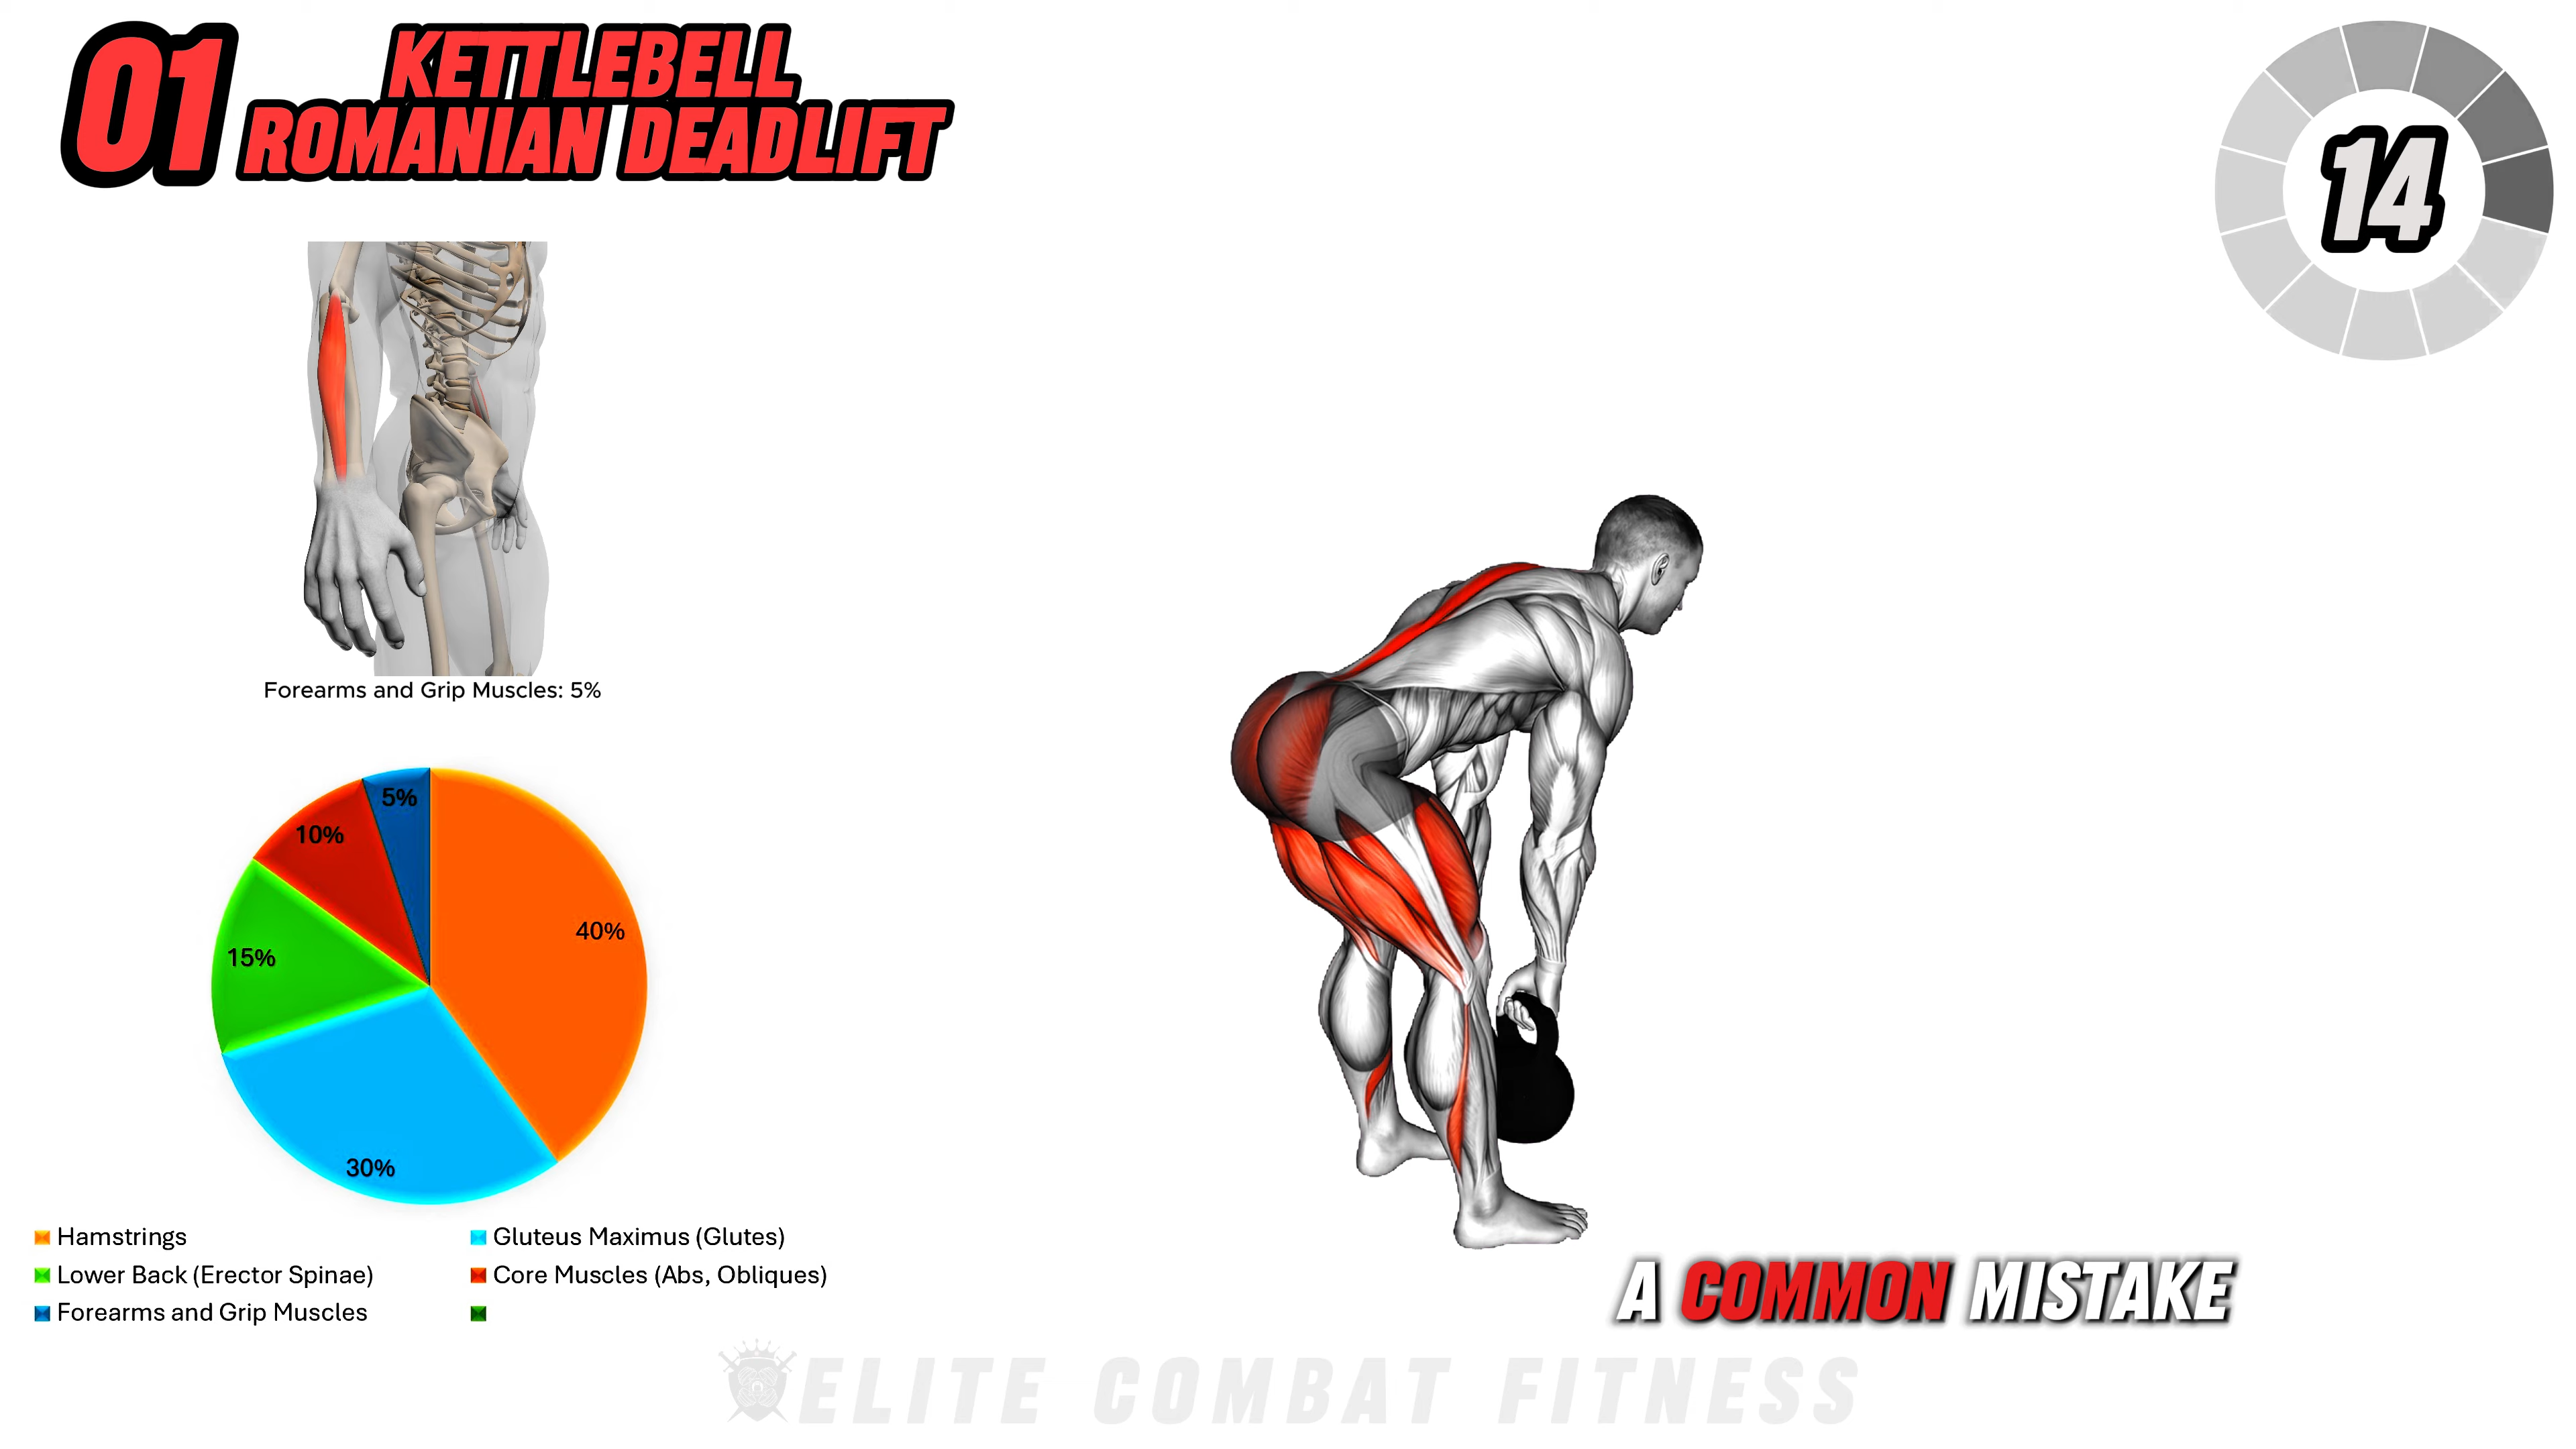 01
KETTLEBELL
ROMANIAN DEADLIFT
14
Forearms and Grip Muscles: 5%
5%
10%
40%
15%
30%
Hamstrings
Gluteus Maximus (Glutes)
Lower Back (Erector Spinae)
Core Muscles (Abs, Obliques)
Forearms and Grip Muscles
A COMMON MISTAKE
ELITE COMBAT FITNESS